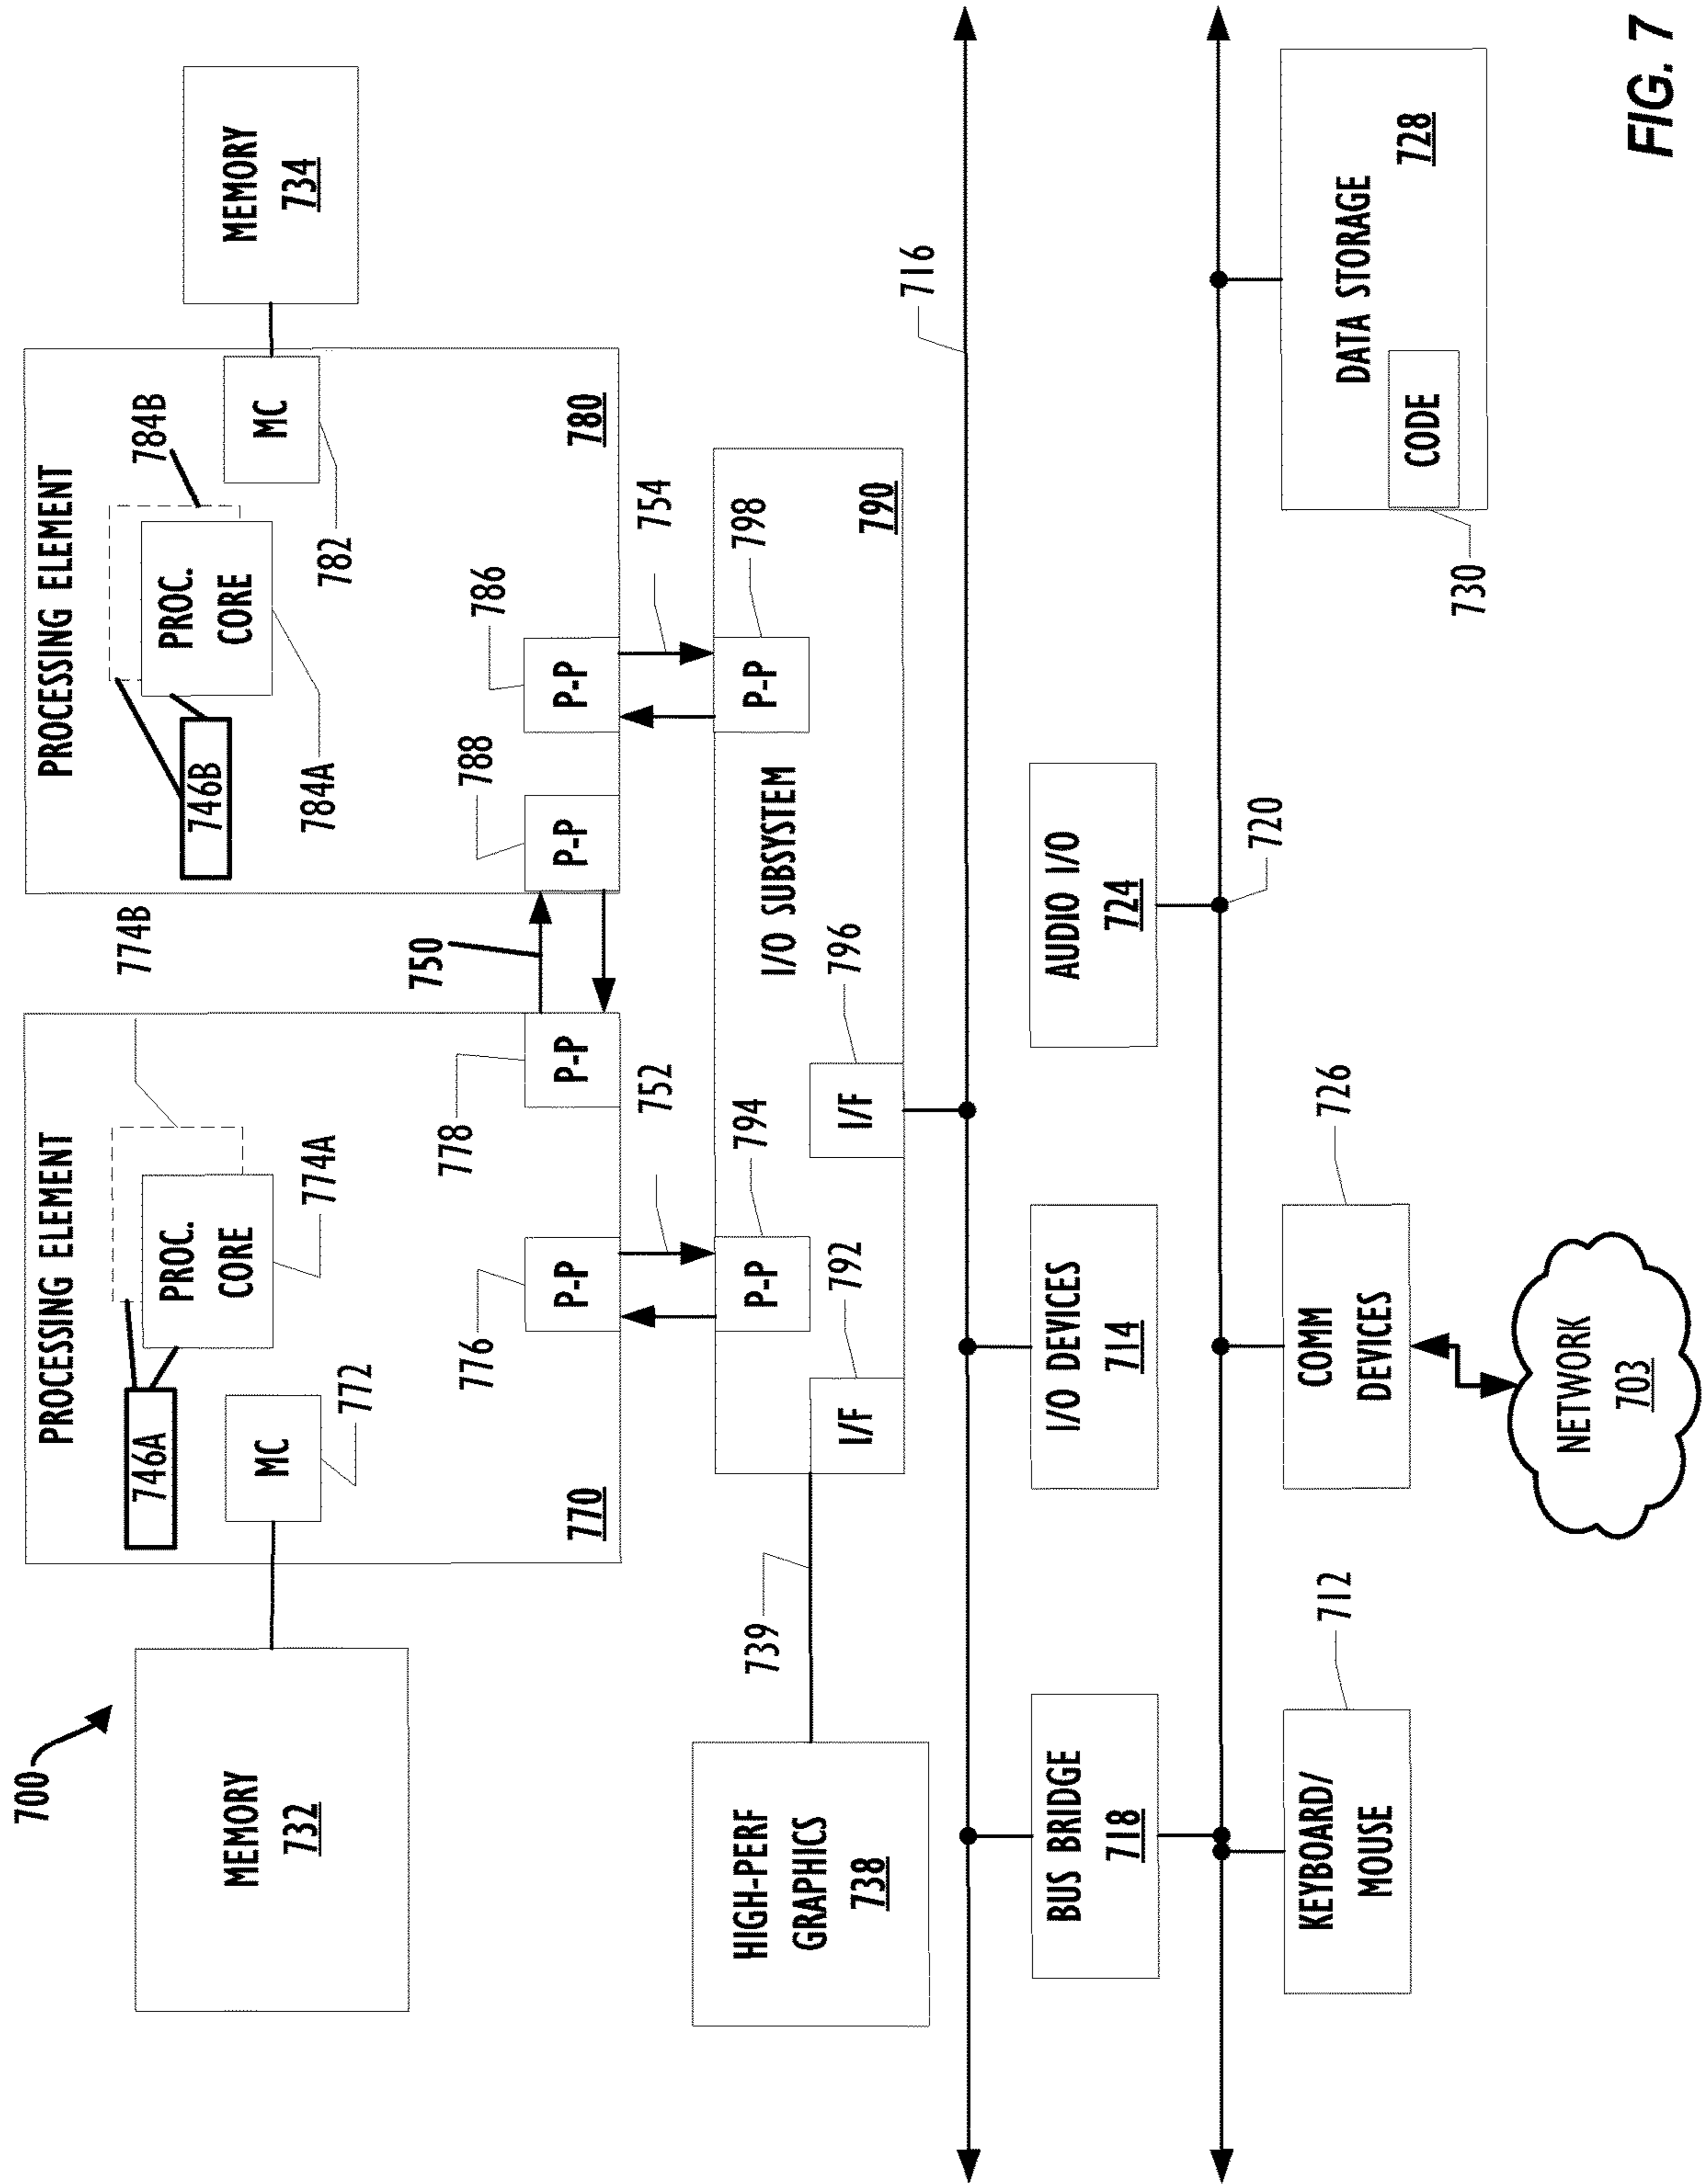 700
PROCESSING ELEMENT
774B
PROCESSING ELEMENT
746A
PROC.
CORE
774A
MC
772
770
776
P-P
778
P-P
750
746B
PROC.
CORE
784A
784B
MC
782
780
788
P-P
786
P-P
MEMORY
732
MEMORY
734
752
754
HIGH-PERF
GRAPHICS
738
739
I/O SUBSYSTEM
790
I/F
792
P-P
794
I/F
796
P-P
798
716
BUS BRIDGE
718
I/O DEVICES
714
AUDIO I/O
724
720
KEYBOARD/
MOUSE
712
COMM
DEVICES
726
DATA STORAGE
728
CODE
730
NETWORK
703
FIG. 7